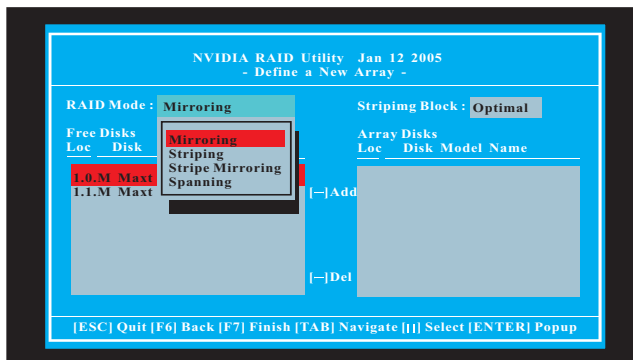 NVIDIA RAID Utility Jan 12 2005
- Define a New Array -
RAID Mode : Mirroring
Stripimg Block : Optimal
Free Disks
Loc Disk
Mirroring
Striping
Stripe Mirroring
Spanning
1.0.M Maxt
1.1.M Maxt
Array Disks
Loc Disk Model Name
[–]Add
[–]Del
[ESC] Quit [F6] Back [F7] Finish [TAB] Navigate [ll] Select [ENTER] Popup